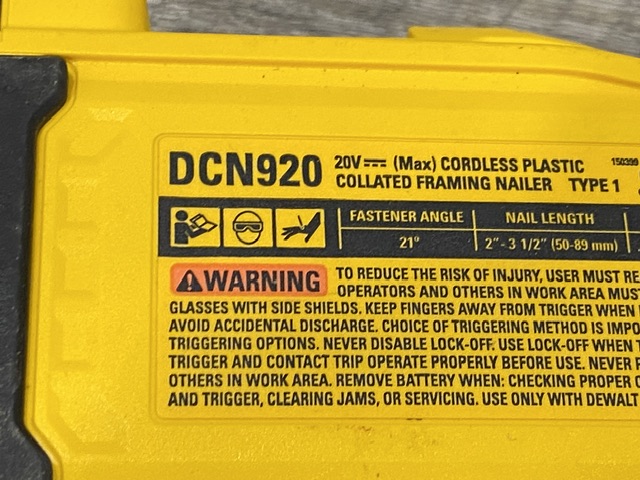 DCN920 20V⎓ (Max) CORDLESS PLASTIC
COLLATED FRAMING NAILER TYPE 1
150399
FASTENER ANGLE NAIL LENGTH
21° 2" - 3 1/2" (50-89 mm)
WARNING TO REDUCE THE RISK OF INJURY, USER MUST RE
OPERATORS AND OTHERS IN WORK AREA MUST
GLASSES WITH SIDE SHIELDS. KEEP FINGERS AWAY FROM TRIGGER WHEN
AVOID ACCIDENTAL DISCHARGE. CHOICE OF TRIGGERING METHOD IS IMPO
TRIGGERING OPTIONS. NEVER DISABLE LOCK-OFF. USE LOCK-OFF WHEN
TRIGGER AND CONTACT TRIP OPERATE PROPERLY BEFORE USE. NEVER
OTHERS IN WORK AREA. REMOVE BATTERY WHEN: CHECKING PROPER
AND TRIGGER, CLEARING JAMS, OR SERVICING. USE ONLY WITH DEWALT